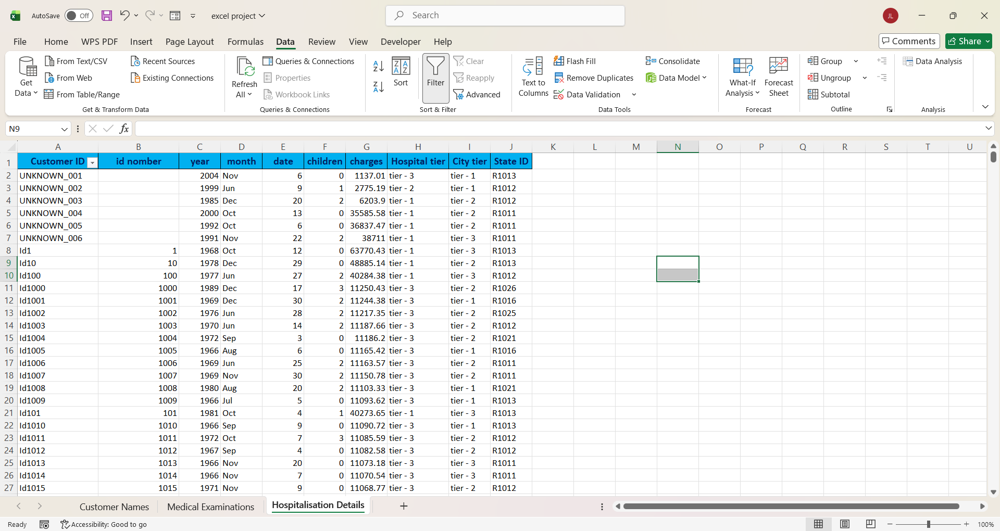 AutoSave Off excel project Search JL
File Home WPS PDF Insert Page Layout Formulas Data Review View Developer Help Comments Share
Get Data
From Text/CSV
From Web
From Table/Range
Recent Sources
Existing Connections
Get & Transform Data
Refresh All
Queries & Connections
Properties
Workbook Links
Queries & Connections
Sort
Filter
Clear
Reapply
Advanced
Sort & Filter
Text to Columns
Flash Fill
Remove Duplicates
Data Validation
Consolidate
Data Model
Data Tools
What-If Analysis
Forecast Sheet
Forecast
Group
Ungroup
Subtotal
Outline
Data Analysis
Analysis
N9 fx
A B C D E F G H I J K L M N O P Q R S T U
1 Customer ID id number year month date children charges Hospital tier City tier State ID
2 UNKNOWN_001 2004 Nov 6 0 1137.01 tier - 3 tier - 1 R1013
3 UNKNOWN_002 1999 Jun 9 1 2775.19 tier - 2 tier - 1 R1012
4 UNKNOWN_003 1985 Dec 20 2 6203.9 tier - 1 tier - 2 R1012
5 UNKNOWN_004 2000 Oct 13 0 35585.58 tier - 1 tier - 2 R1011
6 UNKNOWN_005 1992 Oct 6 0 36837.47 tier - 1 tier - 2 R1011
7 UNKNOWN_006 1991 Nov 22 2 38711 tier - 1 tier - 3 R1011
8 Id1 1 1968 Oct 12 0 63770.43 tier - 1 tier - 3 R1013
9 Id10 10 1978 Dec 29 0 48885.14 tier - 1 tier - 2 R1013
10 Id100 100 1977 Jun 27 2 40284.38 tier - 1 tier - 3 R1012
11 Id1000 1000 1989 Dec 17 3 11250.43 tier - 3 tier - 2 R1026
12 Id1001 1001 1969 Dec 30 2 11244.38 tier - 3 tier - 1 R1016
13 Id1002 1002 1976 Jun 28 2 11217.35 tier - 3 tier - 2 R1025
14 Id1003 1003 1970 Jun 14 2 11187.66 tier - 3 tier - 2 R1012
15 Id1004 1004 1972 Sep 3 0 11186.2 tier - 3 tier - 2 R1021
16 Id1005 1005 1966 Aug 6 0 11165.42 tier - 3 tier - 1 R1016
17 Id1006 1006 1969 Jun 25 2 11163.57 tier - 3 tier - 2 R1011
18 Id1007 1007 1969 Nov 30 2 11150.78 tier - 3 tier - 2 R1011
19 Id1008 1008 1980 Aug 20 2 11103.33 tier - 3 tier - 1 R1021
20 Id1009 1009 1966 Jul 5 0 11093.62 tier - 3 tier - 1 R1013
21 Id101 101 1981 Oct 4 1 40273.65 tier - 1 tier - 3 R1013
22 Id1010 1010 1966 Sep 9 0 11090.72 tier - 3 tier - 1 R1013
23 Id1011 1011 1972 Oct 7 3 11085.59 tier - 3 tier - 2 R1012
24 Id1012 1012 1967 Sep 4 0 11082.58 tier - 3 tier - 2 R1012
25 Id1013 1013 1966 Nov 20 0 11073.18 tier - 3 tier - 3 R1011
26 Id1014 1014 1966 Nov 7 0 11070.54 tier - 3 tier - 3 R1011
27 Id1015 1015 1971 Nov 9 0 11068.77 tier - 3 tier - 2 R1012
Customer Names Medical Examinations Hospitalisation Details
Ready Accessibility: Good to go 100%